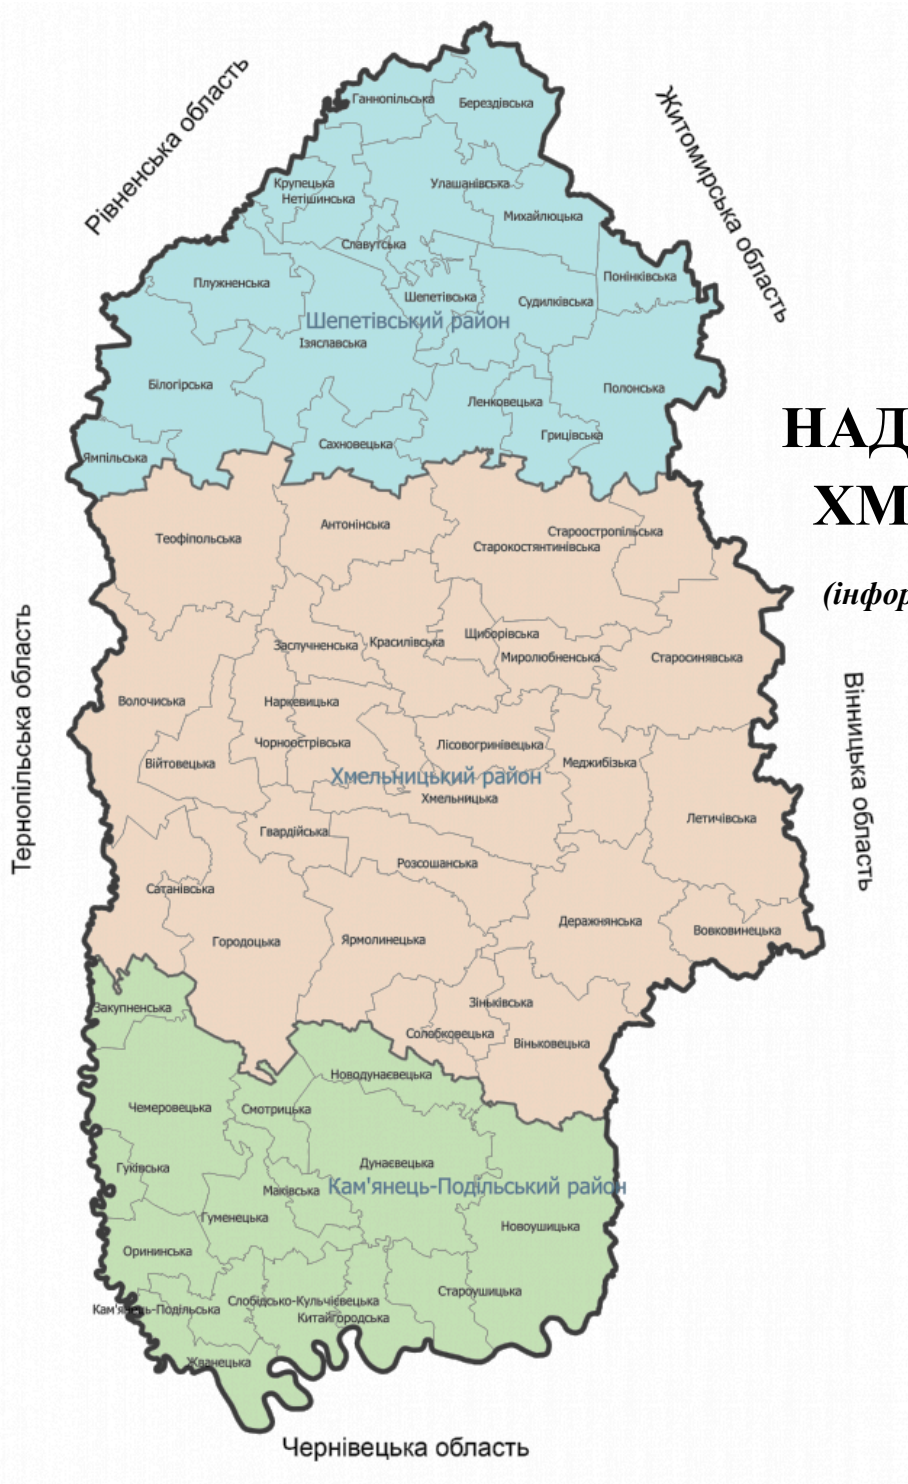 Рівненська область
Житомирська область
Ганнопільська
Берездівська
Крупецька
Нетішинська
Улашанівська
Михайлюцька
Славутська
Плужненська
Шепетівська
Понінківська
Судилківська
Шепетівський район
Ізяславська
Білогірська
Полонська
Ленковецька
Сахновецька
Грицівська
Ямпільська
НАД
ХМ
(інфор
Теофіпольська
Антонінська
Староостропільська
Старокостянтинівська
Тернопільська область
Заслученська
Красилівська
Щиборівська
Миролюбненська
Старосинявська
Вінницька область
Волочиська
Наркевицька
Чорноострівська
Лісовогринівецька
Війтовецька
Меджибізька
Хмельницький район
Хмельницька
Летичівська
Гвардійська
Розсошанська
Сатанівська
Городоцька
Ярмолинецька
Деражнянська
Вовковинецька
Закупненська
Зіньківська
Солобковецька
Віньковецька
Новодунаєвецька
Чемеровецька
Смотрицька
Гуківська
Дунаєвецька
Маківська
Кам'янець-Подільський район
Гуменецька
Новоушицька
Орининська
Кам'янець-Подільська
Слобідсько-Кульчієвецька
Китайгородська
Староушицька
Жванецька
Чернівецька область